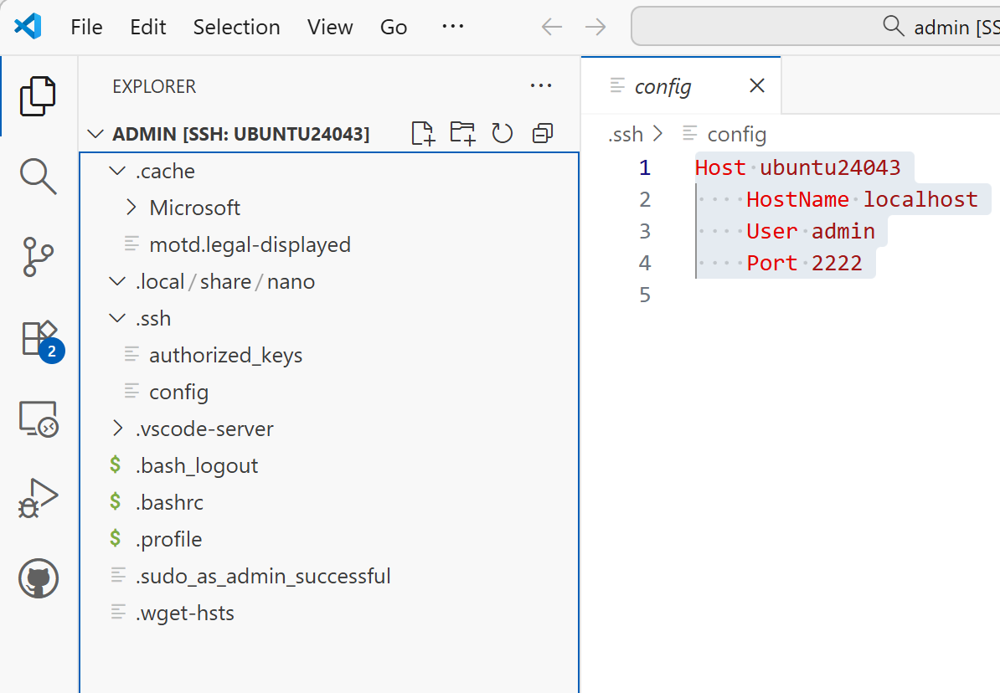 File Edit Selection View Go ··· ← → admin [SS
EXPLORER ···
ADMIN [SSH: UBUNTU24043]
.cache
Microsoft
motd.legal-displayed
.local/share/nano
.ssh
authorized_keys
config
.vscode-server
$ .bash_logout
$ .bashrc
$ .profile
.sudo_as_admin_successful
.wget-hsts
2
config
.ssh > config
1 Host ubuntu24043
2 HostName localhost
3 User admin
4 Port 2222
5